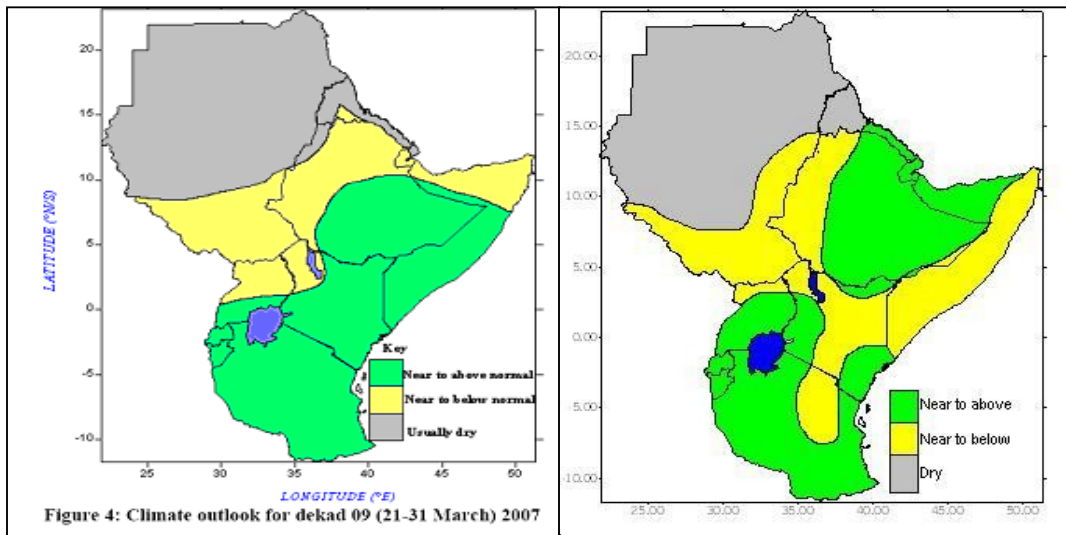 20
15
10
5
0
-5
-10
LATITUDE (°N/S)
25 30 35 40 45 50
LONGITUDE (°E)
Key
Near to above normal
Near to below normal
Usually dry
Figure 4: Climate outlook for dekad 09 (21-31 March) 2007
-20.00
15.00
10.00
5.00
0.00
-5.00
-10.00
25.00 30.00 35.00 40.00 45.00 50.00
Near to above
Near to below
Dry